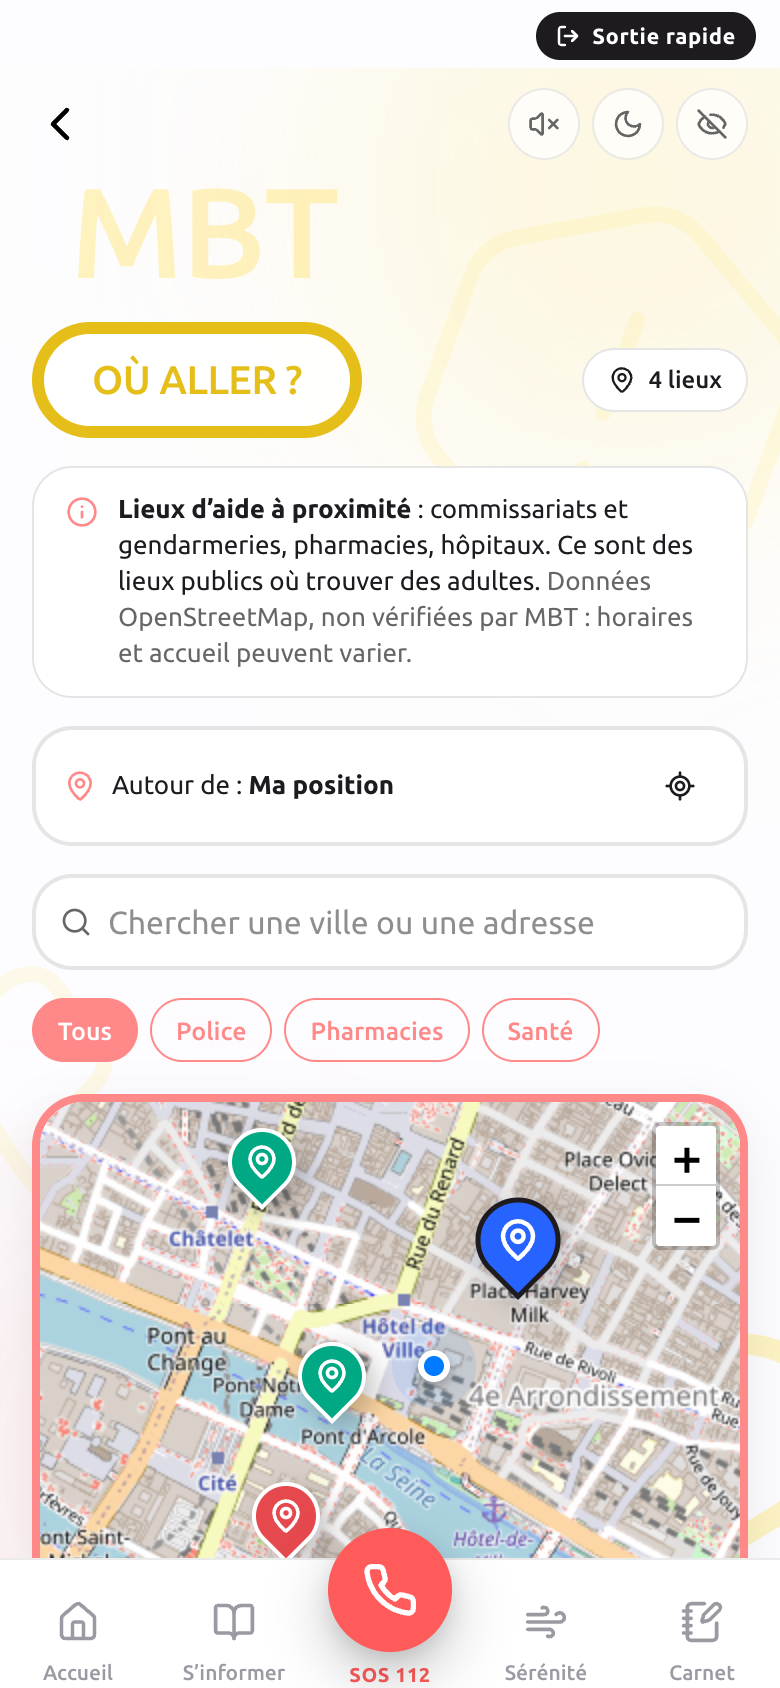 Sortie rapide
MBT
OÙ ALLER ?
4 lieux
Lieux d’aide à proximité : commissariats et
gendarmeries, pharmacies, hôpitaux. Ce sont des
lieux publics où trouver des adultes. Données
OpenStreetMap, non vérifiées par MBT : horaires
et accueil peuvent varier.
Autour de : Ma position
Chercher une ville ou une adresse
Tous
Police
Pharmacies
Santé
Place
Delect
+
−
Rue du Renard
Châtelet
Place Harvey
Milk
Hôtel de
Ville
Pont au
Change
Rue de Rivoli
Pont Notre
Dame
4e Arrondissement
Pont d'Arcole
La Seine
Rue de Jouy
Cité
Hôtel-de-
Accueil
S’informer
SOS 112
Sérénité
Carnet